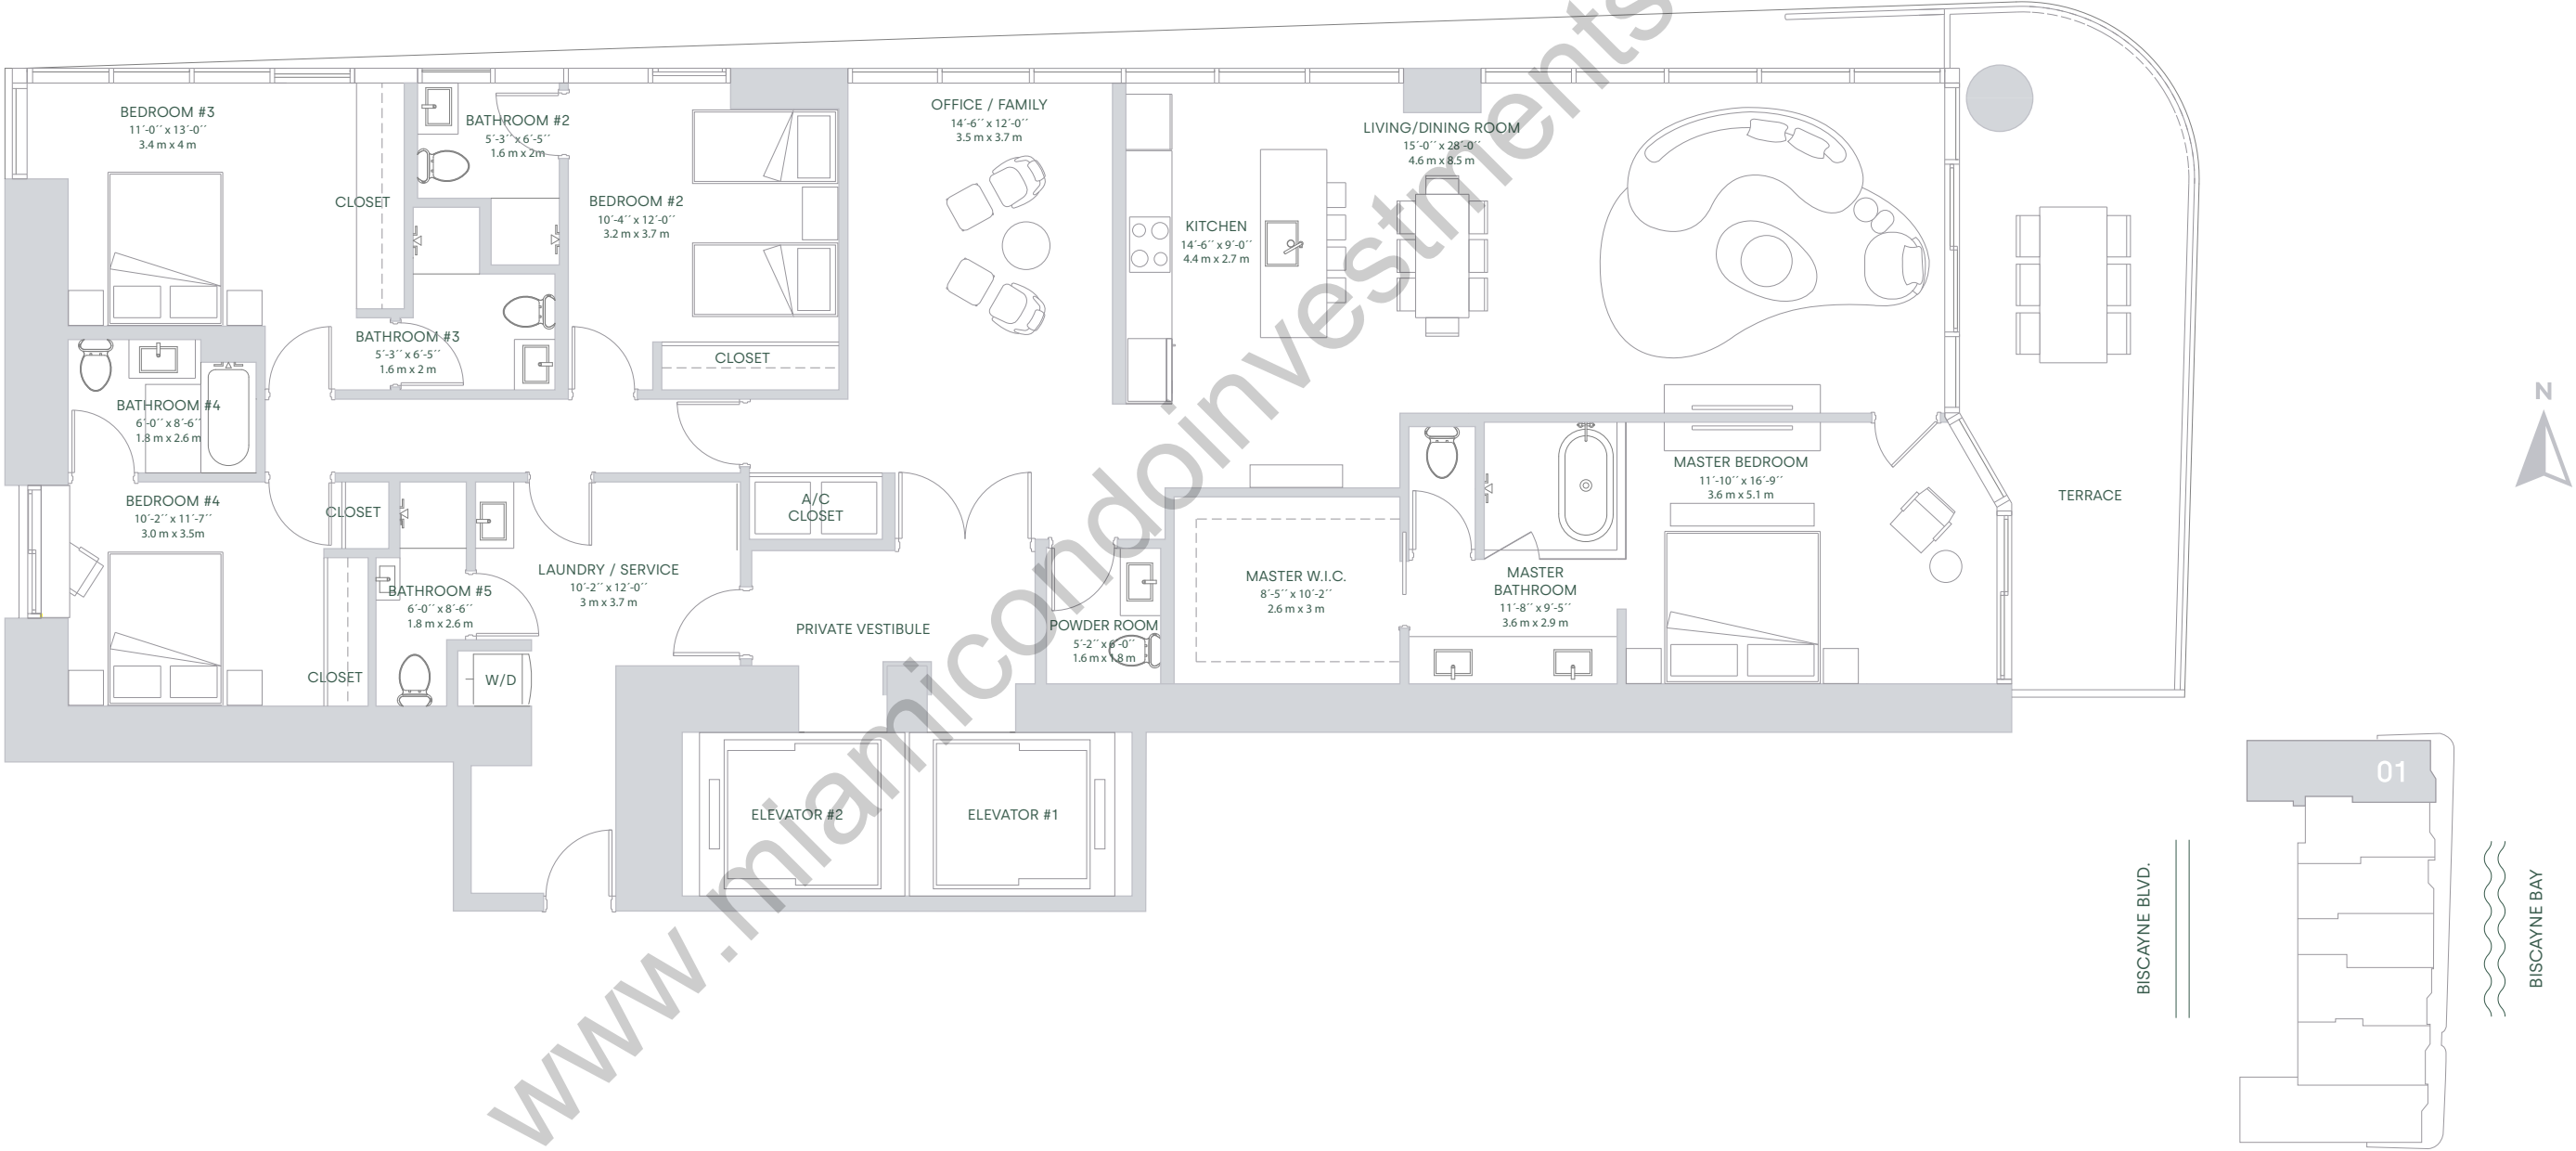 BEDROOM #3
11´-0´´ x 13´-0´´
3.4 m x 4 m
CLOSET
BATHROOM #2
5´-3´´ x 6´-5´´
1.6 m x 2m
BEDROOM #2
10´-4´´ x 12´-0´´
3.2 m x 3.7 m
OFFICE / FAMILY
14´-6´´ x 12´-0´´
3.5 m x 3.7 m
LIVING/DINING ROOM
15´-0´´ x 28´-0´´
4.6 m x 8.5 m
KITCHEN
14´-6´´ x 9´-0´´
4.4 m x 2.7 m
BATHROOM #3
5´-3´´ x 6´-5´´
1.6 m x 2 m
CLOSET
BATHROOM #4
6´-0´´ x 8´-6´´
1.8 m x 2.6 m
BEDROOM #4
10´-2´´ x 11´-7´´
3.0 m x 3.5m
CLOSET
CLOSET
BATHROOM #5
6´-0´´ x 8´-6´´
1.8 m x 2.6 m
W/D
LAUNDRY / SERVICE
10´-2´´ x 12´-0´´
3 m x 3.7 m
A/C
CLOSET
PRIVATE VESTIBULE
POWDER ROOM
5´-2´´ x 6´-0´´
1.6 m x 1.8 m
MASTER W.I.C.
8´-5´´ x 10´-2´´
2.6 m x 3 m
MASTER
BATHROOM
11´-8´´ x 9´-5´´
3.6 m x 2.9 m
MASTER BEDROOM
11´-10´´ x 16´-9´´
3.6 m x 5.1 m
TERRACE
N
ELEVATOR #2
ELEVATOR #1
01
BISCAYNE BLVD.
BISCAYNE BAY
www.miamicondoinvestments